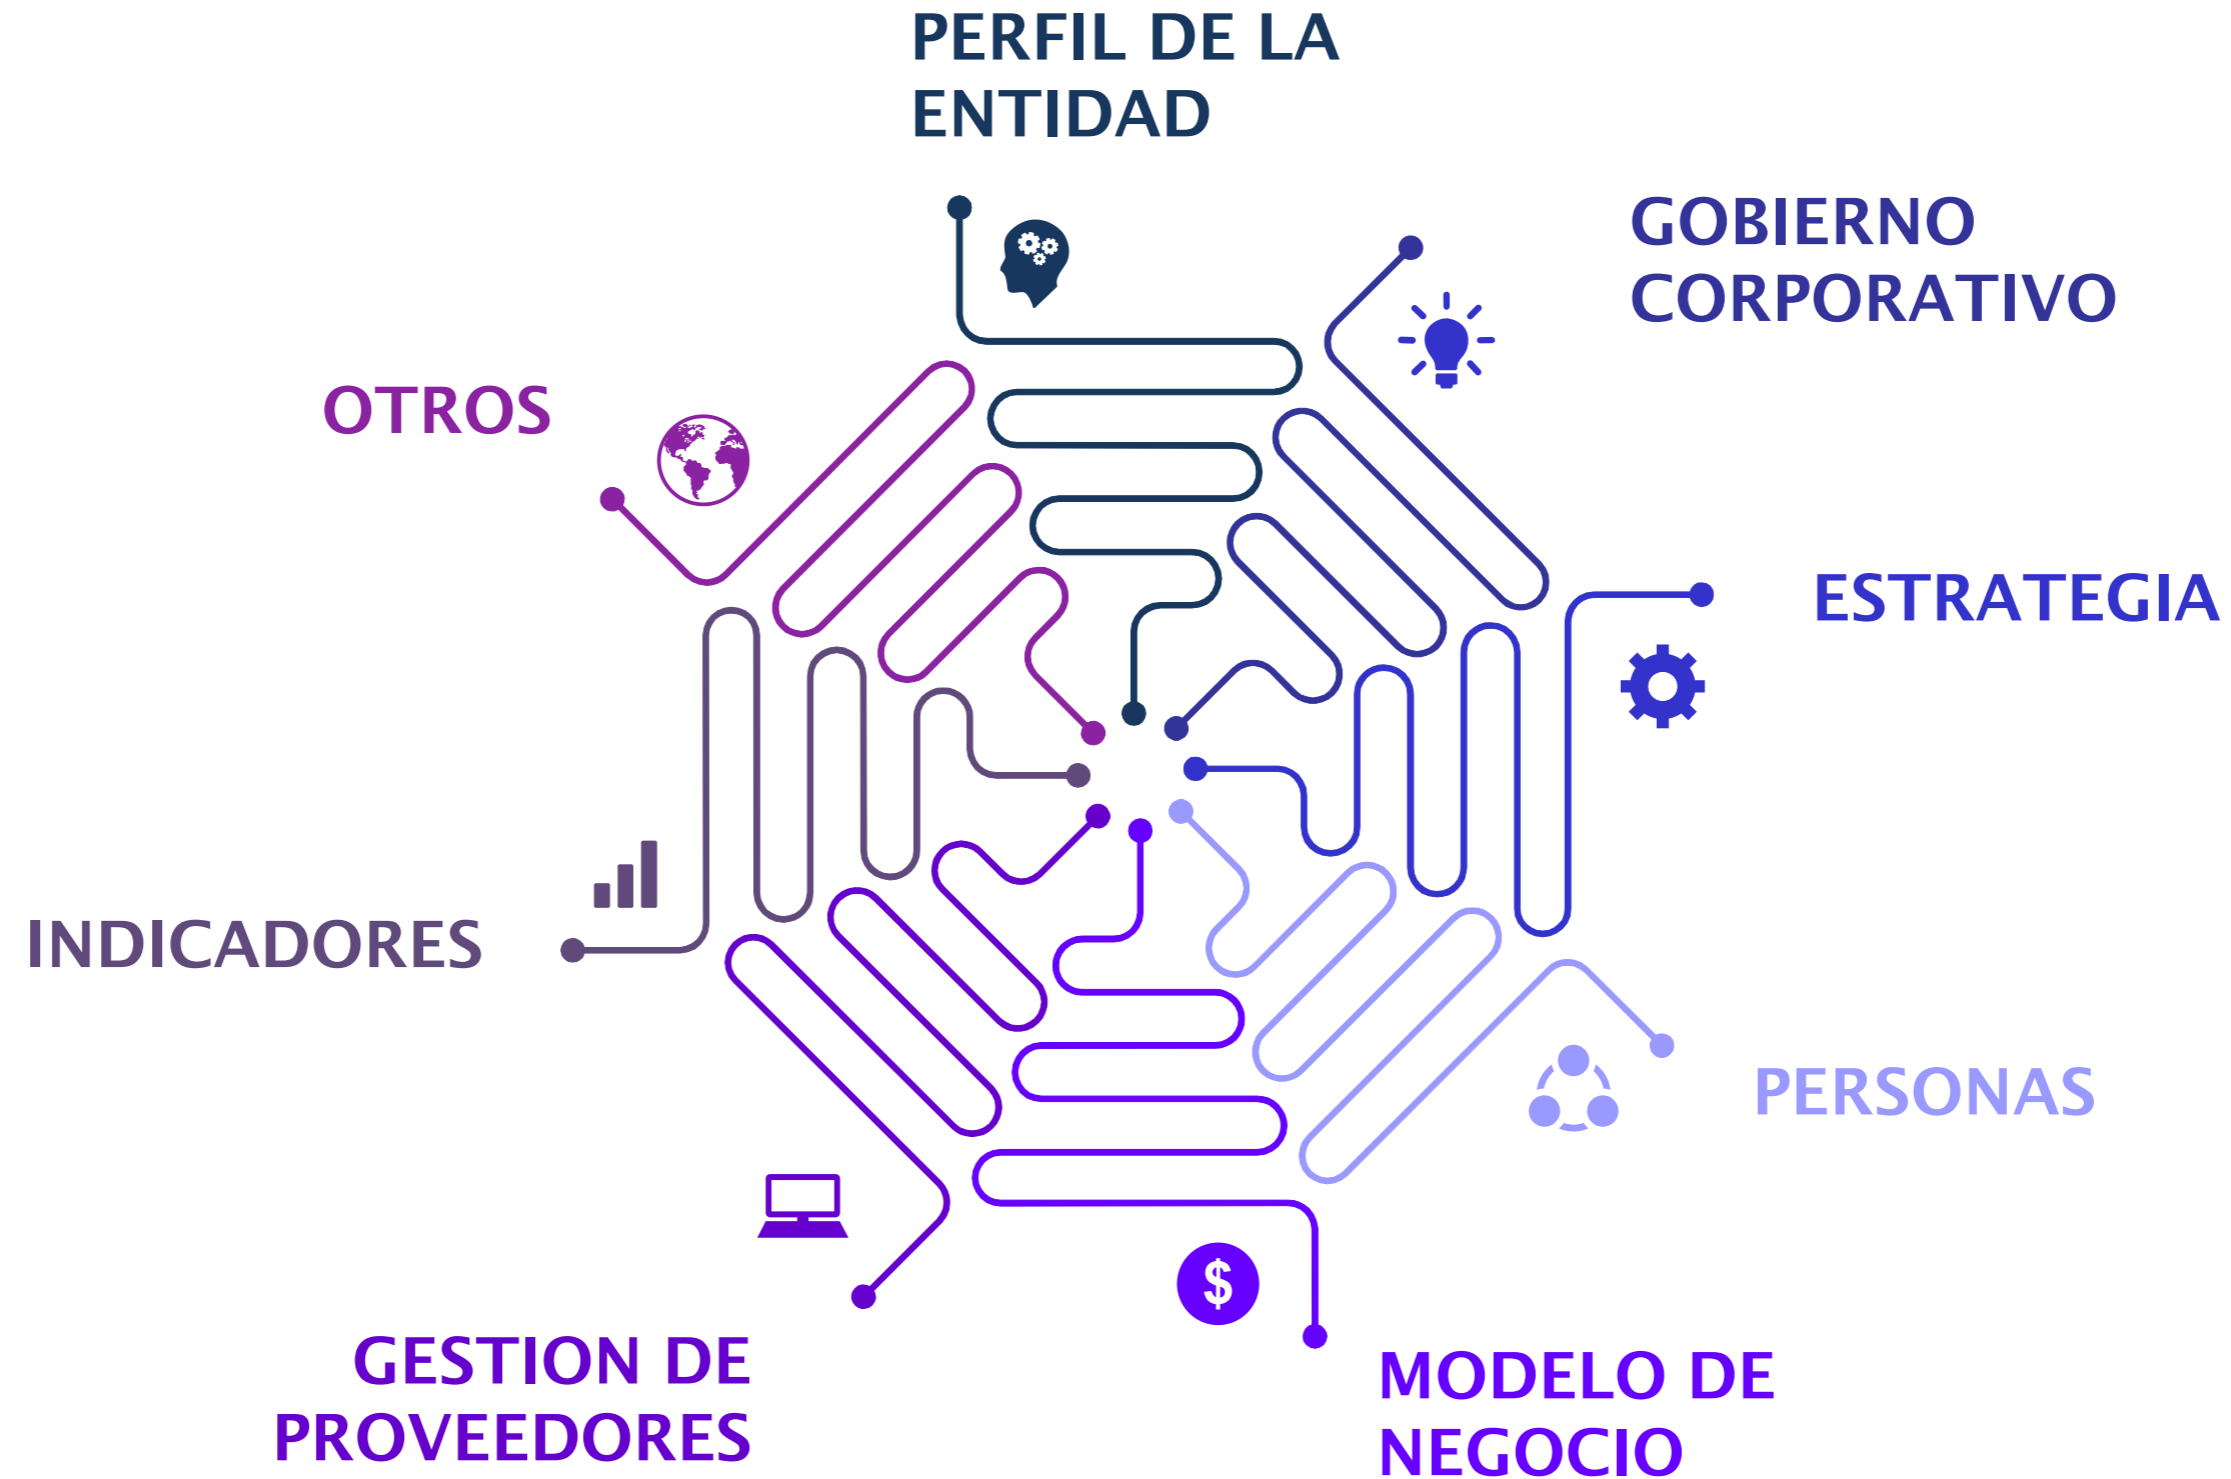 PERFIL DE LA
ENTIDAD
GOBIERNO
CORPORATIVO
OTROS
ESTRATEGIA
INDICADORES
PERSONAS
$
GESTION DE
PROVEEDORES
MODELO DE
NEGOCIO